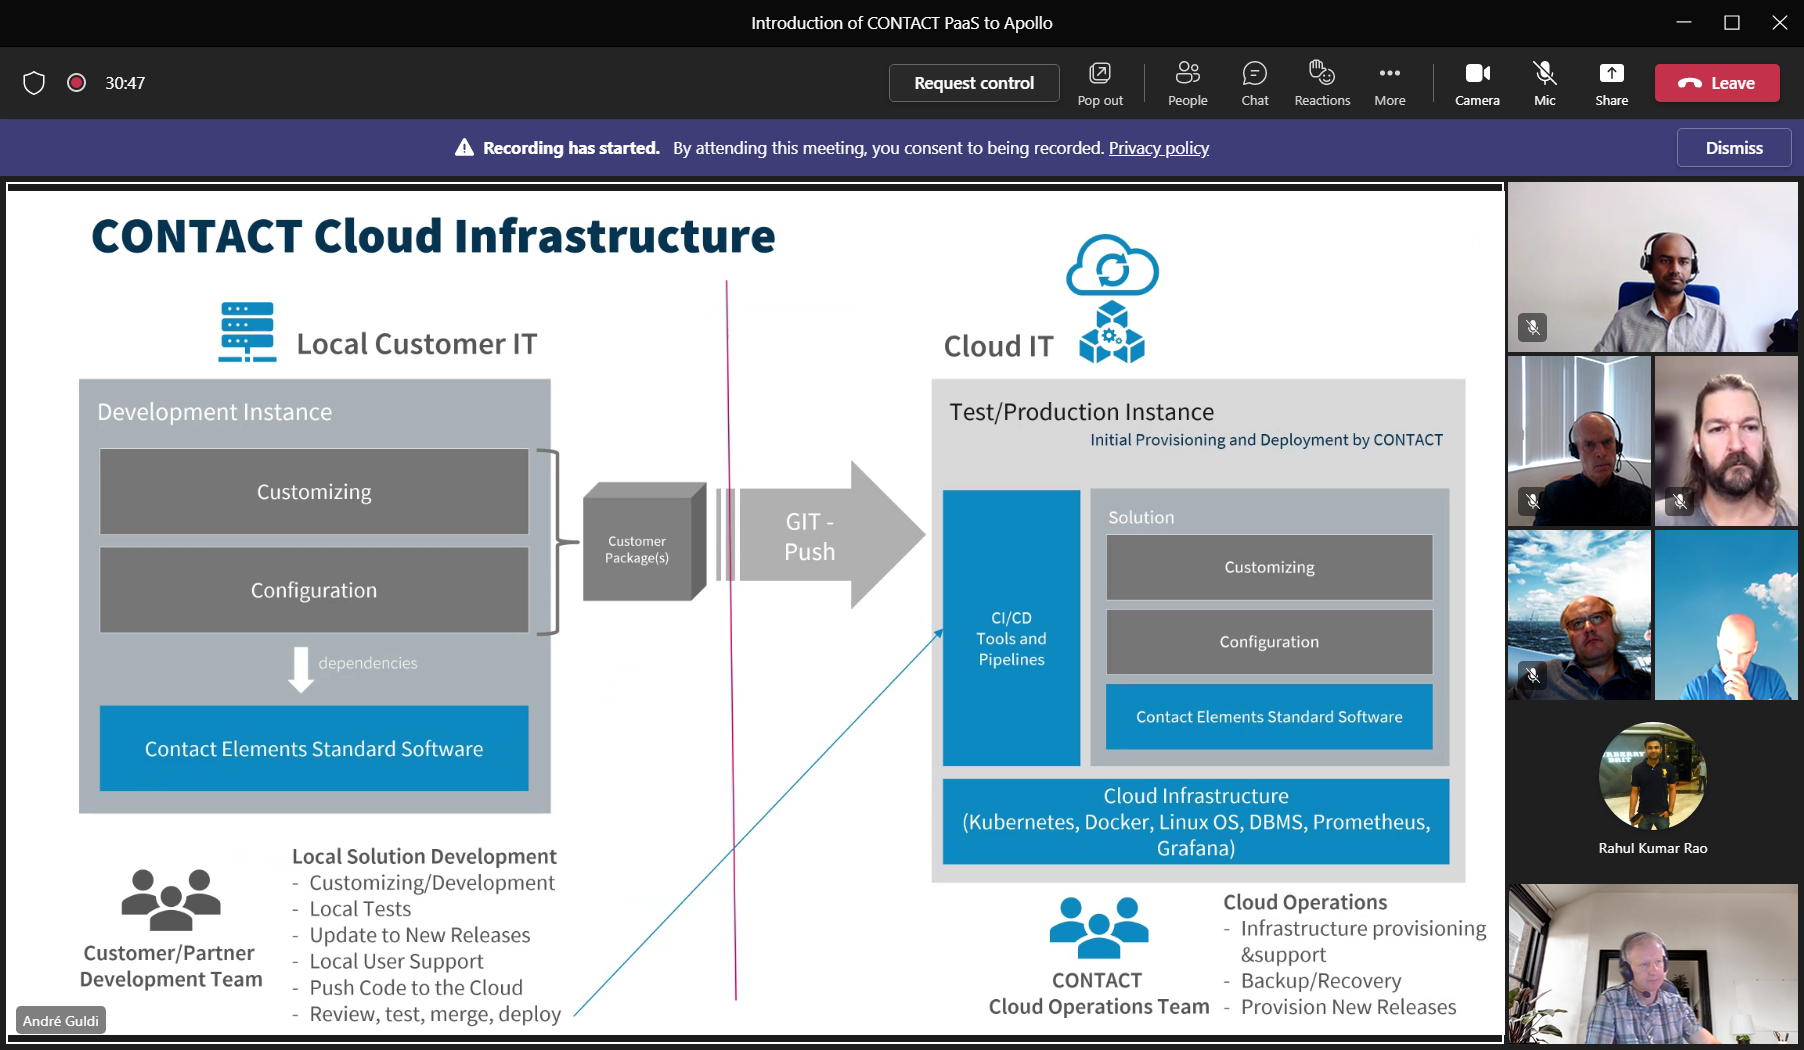 Introduction of CONTACT PaaS to Apollo
30:47
Request control
Pop out
People
Chat
Reactions
More
Camera
Mic
Share
Leave
Recording has started. By attending this meeting, you consent to being recorded. Privacy policy
Dismiss
CONTACT Cloud Infrastructure
Local Customer IT
Development Instance
Customizing
Configuration
dependencies
Contact Elements Standard Software
Customer
Package(s)
GIT -
Push
Cloud IT
Test/Production Instance
Initial Provisioning and Deployment by CONTACT
CI/CD
Tools and
Pipelines
Solution
Customizing
Configuration
Contact Elements Standard Software
Cloud Infrastructure
(Kubernetes, Docker, Linux OS, DBMS, Prometheus,
Grafana)
Customer/Partner
Development Team
Local Solution Development
- Customizing/Development
- Local Tests
- Update to New Releases
- Local User Support
- Push Code to the Cloud
- Review, test, merge, deploy
CONTACT
Cloud Operations Team
Cloud Operations
- Infrastructure provisioning
&support
- Backup/Recovery
- Provision New Releases
André Guldi
Rahul Kumar Rao